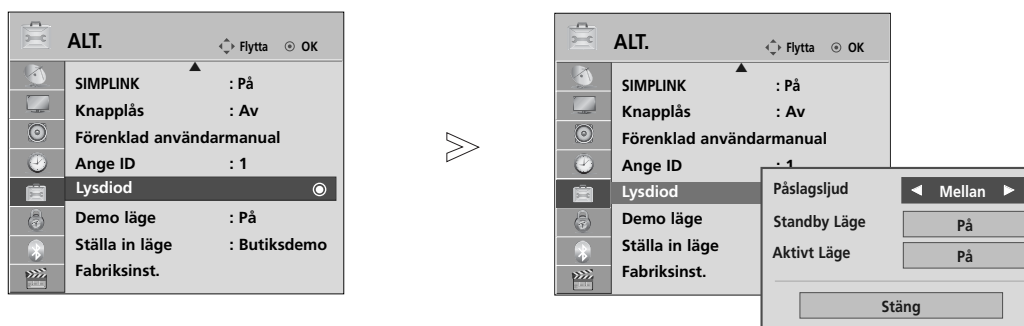 ALT.
Flytta
OK
SIMPLINK : På
Knapplås : Av
Förenklad användarmanual
Ange ID : 1
Lysdiod
Demo läge : På
Ställa in läge : Butiksdemo
Fabriksinst.
ALT.
Flytta
OK
SIMPLINK : På
Knapplås : Av
Förenklad användarmanual
Ange ID : 1
Lysdiod
Demo läge
Ställa in läge
Fabriksinst.
Påslagsljud Mellan
Standby Läge På
Aktivt Läge På
Stäng